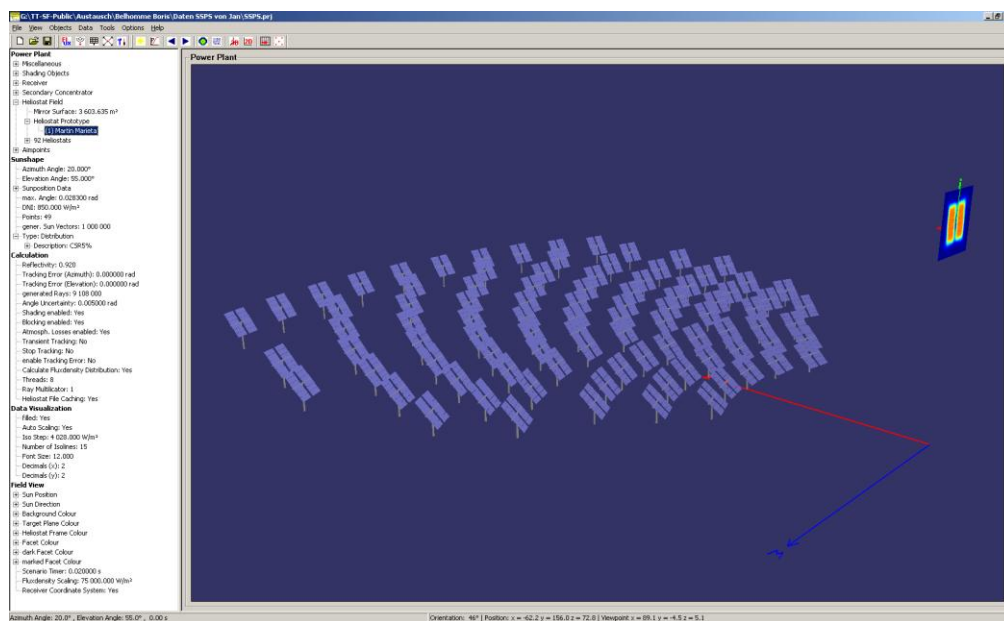 G:\TT-SF-Public\Austausch\Belhomme Boris\Daten SSPS von Jan\SSPS.prj
File View Objects Data Tools Options Help
Power Plant
Miscellaneous
Shading Objects
Receiver
Secondary Concentrator
Heliostat Field
Mirror Surface: 3 603.635 m²
Heliostat Prototype
(1) Martin Marieta
92 Heliostats
Aimpoints
Sunshape
Azimuth Angle: 20.000°
Elevation Angle: 55.000°
Sunposition Data
max. Angle: 0.028300 rad
DNI: 850.000 W/m²
Points: 49
gener. Sun Vectors: 1 000 000
Type: Distribution
Description: CSR5%
Calculation
Reflectivity: 0.920
Tracking Error (Azimuth): 0.000000 rad
Tracking Error (Elevation): 0.000000 rad
generated Rays: 9 108 000
Angle Uncertainty: 0.005000 rad
Shading enabled: Yes
Blocking enabled: Yes
Atmosph. Losses enabled: Yes
Transient Tracking: No
Stop Tracking: No
enable Tracking Error: No
Calculate Fluxdensity Distribution: Yes
Threads: 8
Ray Multilicator: 1
Heliostat File Caching: Yes
Data Visualization
filled: Yes
Auto Scaling: Yes
Iso Step: 4 020.000 W/m²
Number of Isolines: 15
Font Size: 12.000
Decimals (x): 2
Decimals (y): 2
Field View
Sun Position
Sun Direction
Background Colour
Target Plane Colour
Heliostat Frame Colour
Facet Colour
dark Facet Colour
marked Facet Colour
Scenario Timer: 0.020000 s
Fluxdensity Scaling: 75 000.000 W/m²
Receiver Coordinate System: Yes
Power Plant
Azimuth Angle: 20.0° , Elevation Angle: 55.0° , 0.00 s
Orientation: 46° | Position: x = -62.2 y = 156.0 z = 72.8 | Viewpoint x = 89.1 y = -4.5 z = 5.1